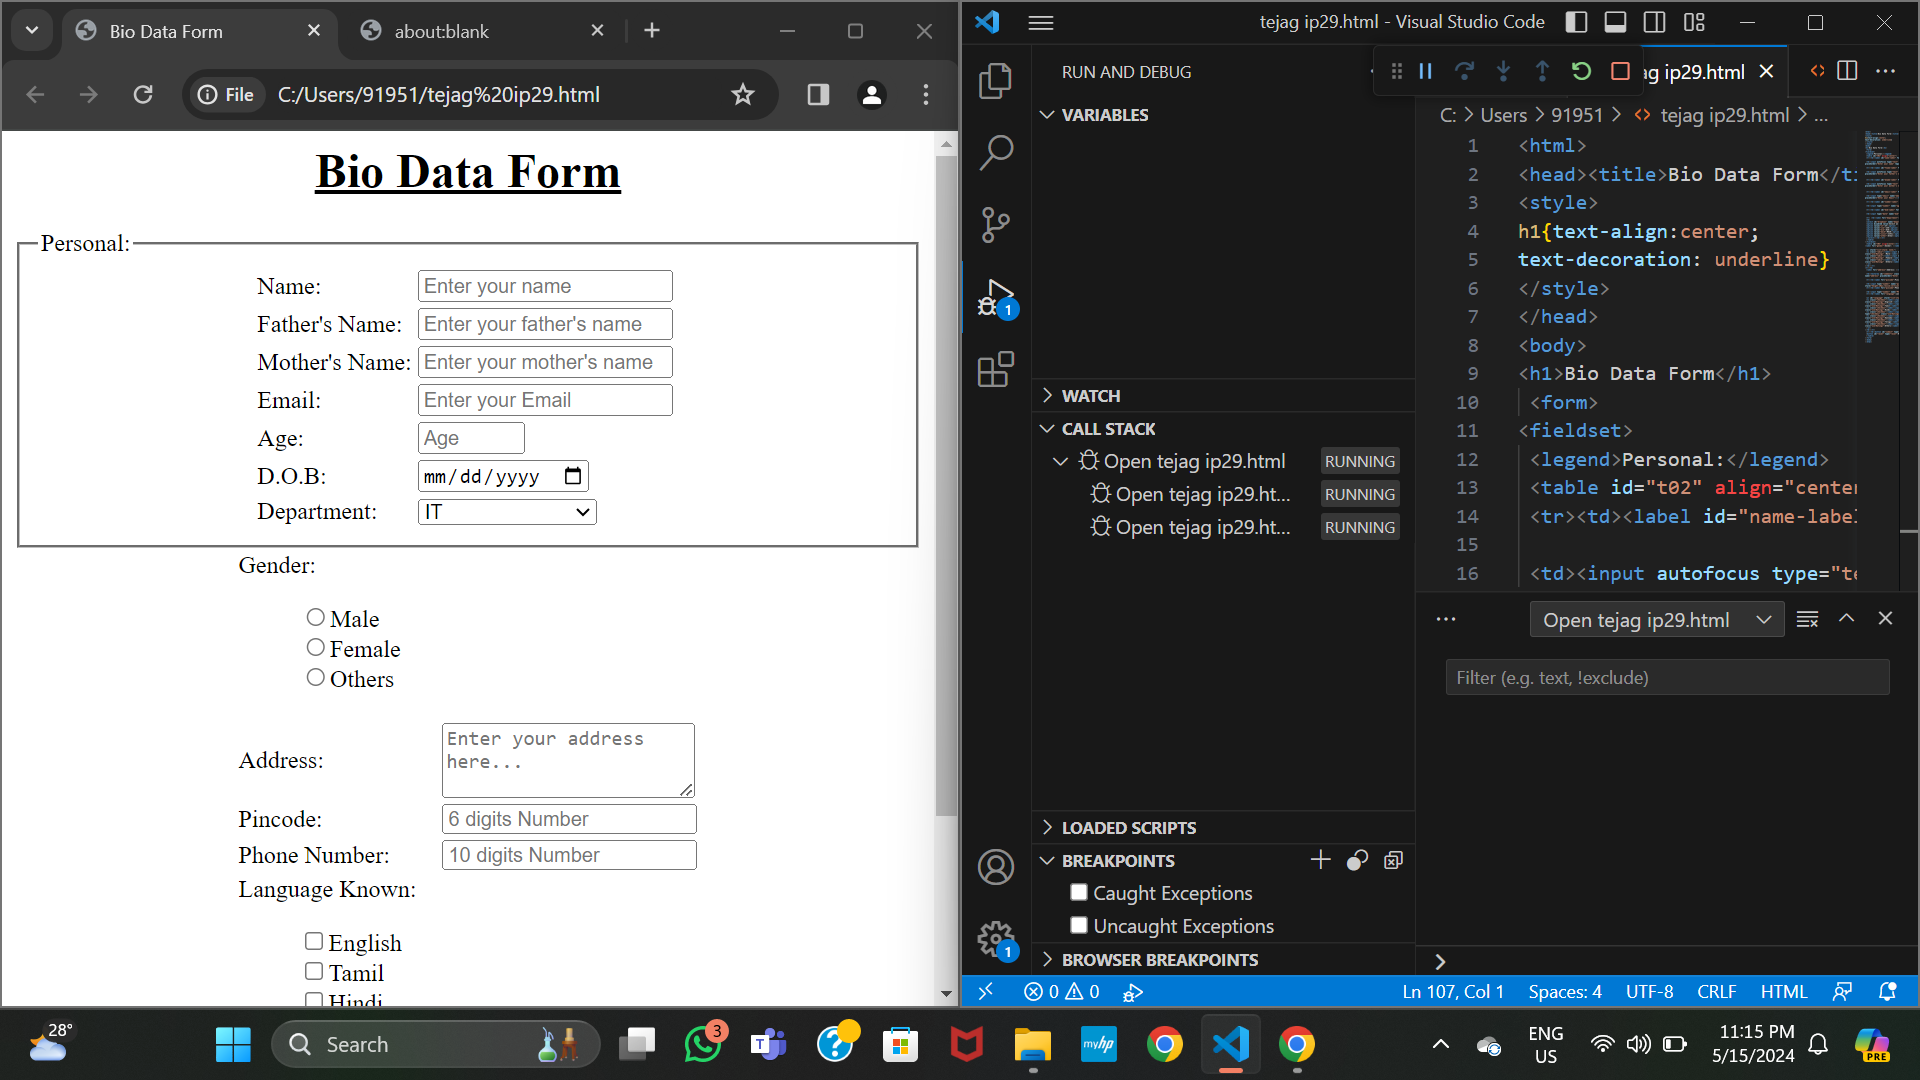 Bio Data Form
about:blank
File
C:/Users/91951/tejag%20ip29.html
Bio Data Form
Personal:
Name:
Enter your name
Father's Name:
Enter your father's name
Mother's Name:
Enter your mother's name
Email:
Enter your Email
Age:
Age
D.O.B:
mm/dd/yyyy
Department:
IT
Gender:
Male
Female
Others
Address:
Enter your address
here...
Pincode:
6 digits Number
Phone Number:
10 digits Number
Language Known:
English
Tamil
Hindi
tejag ip29.html - Visual Studio Code
RUN AND DEBUG
ag ip29.html
VARIABLES
WATCH
CALL STACK
Open tejag ip29.html
RUNNING
Open tejag ip29.ht...
RUNNING
Open tejag ip29.ht...
RUNNING
LOADED SCRIPTS
BREAKPOINTS
Caught Exceptions
Uncaught Exceptions
BROWSER BREAKPOINTS
1
1
C: > Users > 91951 > tejag ip29.html > ...
1 <html>
2 <head><title>Bio Data Form</ti
3 <style>
4 h1{text-align:center;
5 text-decoration: underline}
6 </style>
7 </head>
8 <body>
9 <h1>Bio Data Form</h1>
10 <form>
11 <fieldset>
12 <legend>Personal:</legend>
13 <table id="t02" align="center
14 <tr><td><label id="name-label
15
16 <td><input autofocus type="te
Open tejag ip29.html
Filter (e.g. text, !exclude)
0 0
Ln 107, Col 1 Spaces: 4 UTF-8 CRLF HTML
28°
Search
3
T
?
myhp
ENG
US
11:15 PM
5/15/2024
PRE